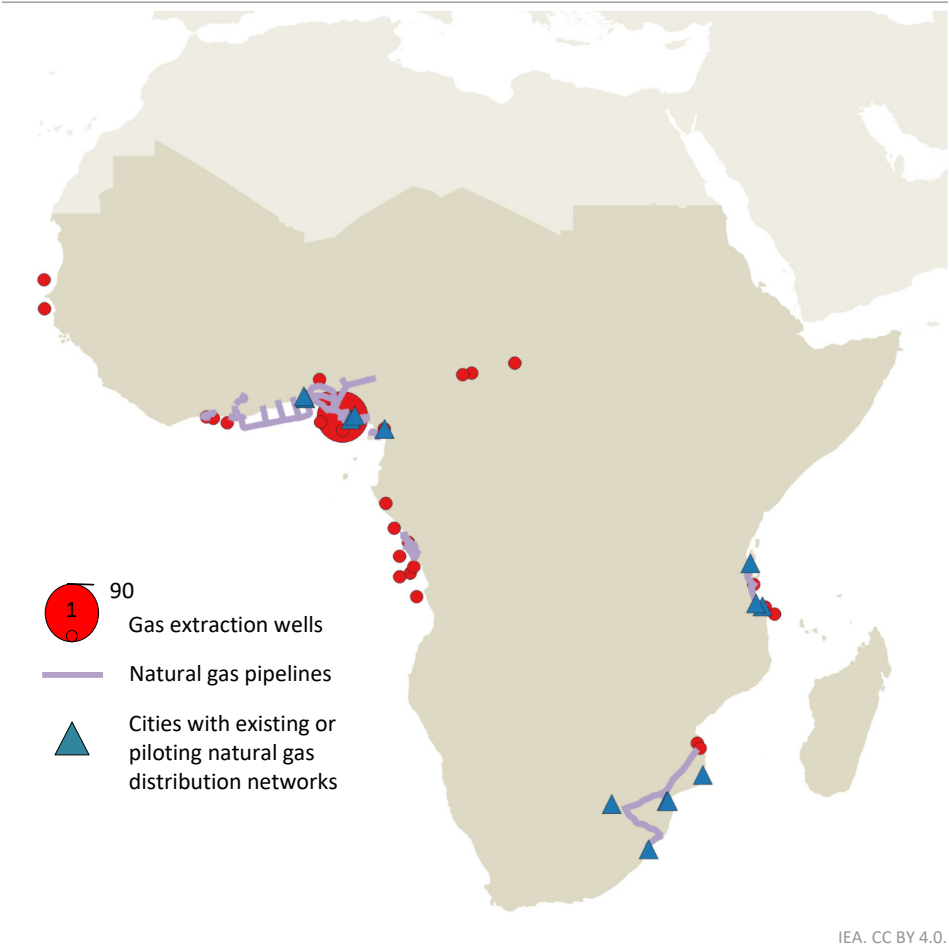 90
1
Gas extraction wells
Natural gas pipelines
Cities with existing or
piloting natural gas
distribution networks
IEA. CC BY 4.0.